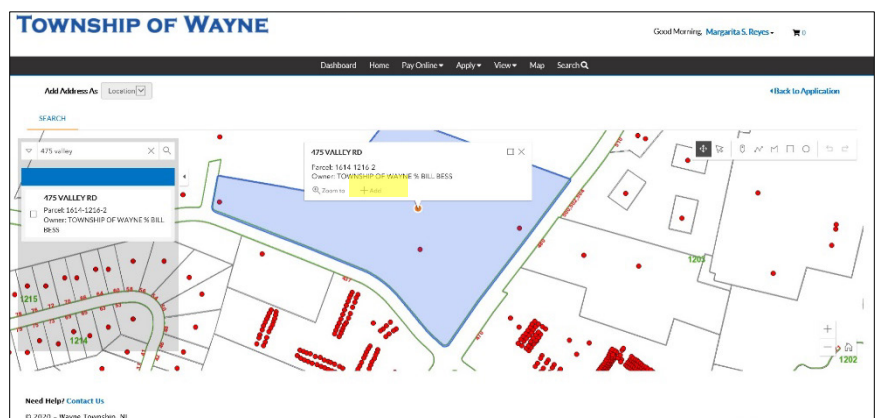 TOWNSHIP OF WAYNE
Good Morning, Margarita S. Reyes
0
Dashboard Home Pay Online Apply View Map Search
Add Address As Location
Back to Application
SEARCH
475 valley
475 VALLEY RD
Parcel: 1614-1216-2
Owner: TOWNSHIP OF WAYNE % BILL
BESS
475 VALLEY RD
Parcel: 1614-1216-2
Owner: TOWNSHIP OF WAYNE % BILL BESS
Zoom to + Add
1203
1215
1214
1202
Need Help? Contact Us
© 2020 - Wayne Township, NJ